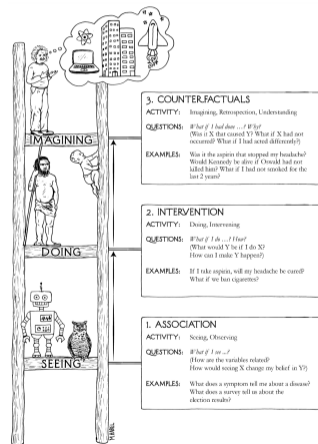 3. COUNTERFACTUALS
ACTIVITY: Imagining, Retrospection, Understanding
QUESTIONS: What if I had done …? Why?
(Was it X that caused Y? What if X had not
occurred? What if I had acted differently?)
EXAMPLES: Was it the aspirin that stopped my headache?
Would Kennedy be alive if Oswald had not
killed him? What if I had not smoked for the
last 2 years?
IMAGINING
2. INTERVENTION
ACTIVITY: Doing, Intervening
QUESTIONS: What if I do …? How?
(What would Y be if I do X?
How can I make Y happen?)
EXAMPLES: If I take aspirin, will my headache be cured?
What if we ban cigarettes?
DOING
1. ASSOCIATION
ACTIVITY: Seeing, Observing
QUESTIONS: What if I see …?
(How are the variables related?
How would seeing X change my belief in Y?)
EXAMPLES: What does a symptom tell me about a disease?
What does a survey tell us about the
election results?
SEEING